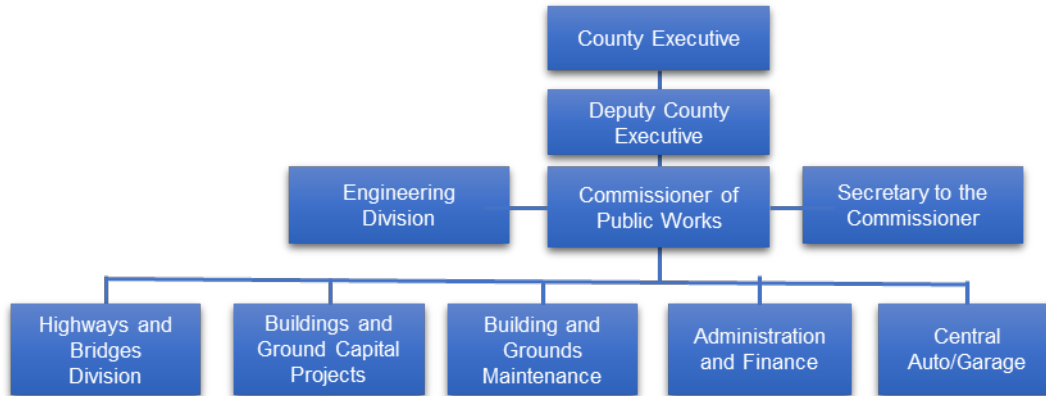 County Executive
Deputy County
Executive
Engineering
Division
Commissioner of
Public Works
Secretary to the
Commissioner
Highways and
Bridges
Division
Buildings and
Ground Capital
Projects
Building and
Grounds
Maintenance
Administration
and Finance
Central
Auto/Garage